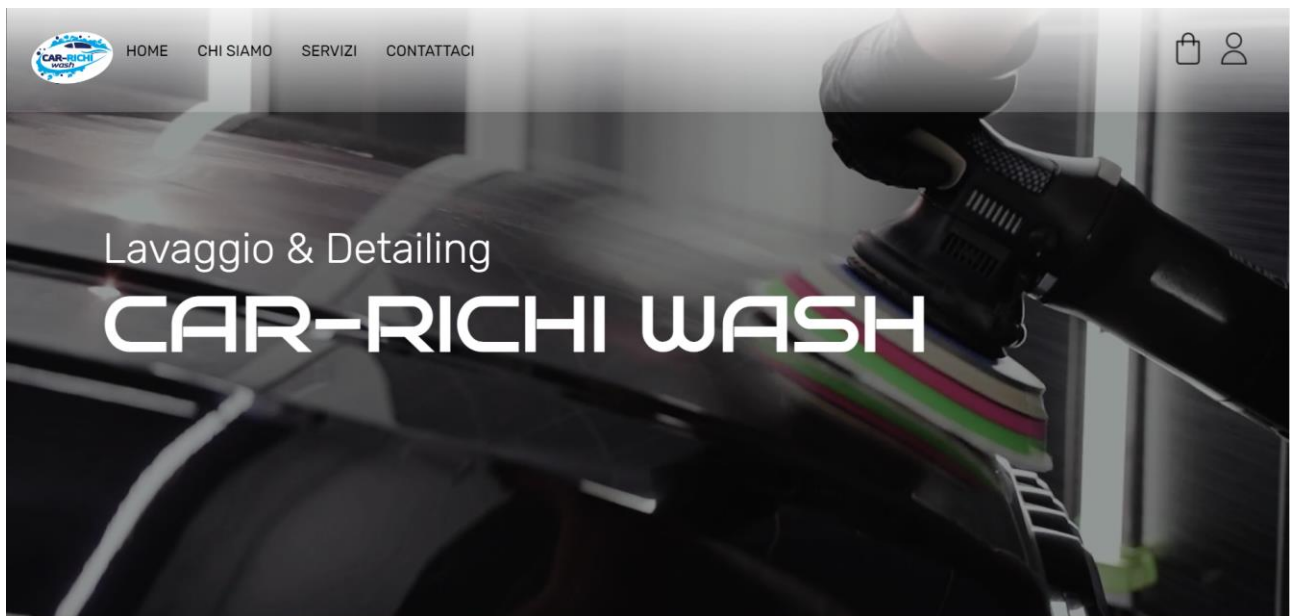 CAR-RICHI
wash
HOME CHI SIAMO SERVIZI CONTATTACI
Lavaggio & Detailing
CAR-RICHI WASH